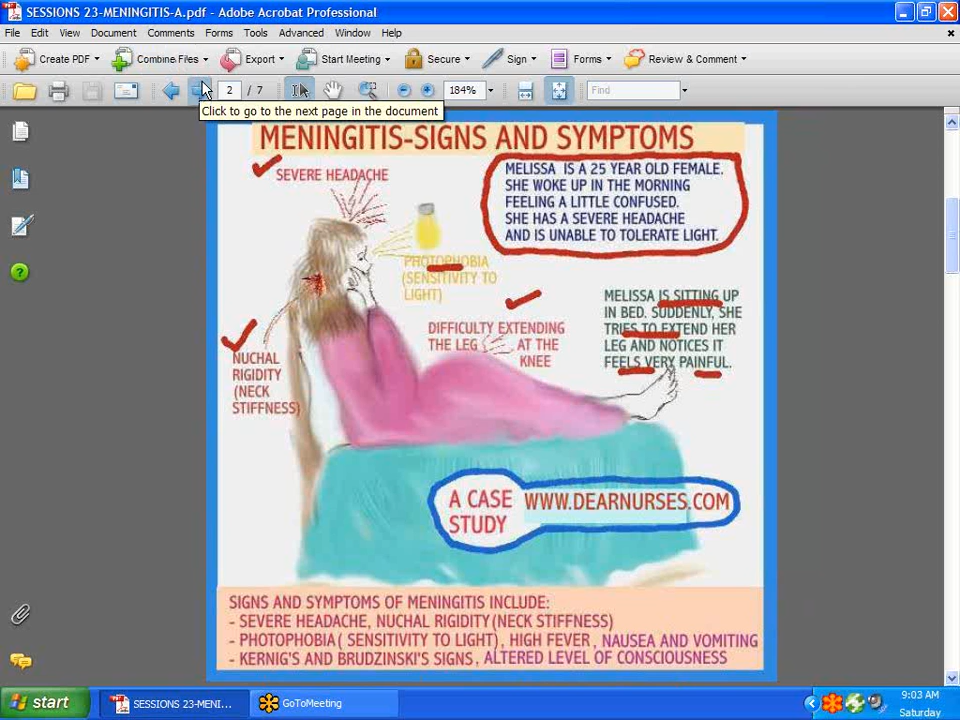 SESSIONS 23-MENINGITIS-A.pdf - Adobe Acrobat Professional
File Edit View Document Comments Forms Tools Advanced Window Help
Create PDF Combine Files Export Start Meeting Secure Sign Forms Review & Comment
2 / 7 184% Find
Click to go to the next page in the document
MENINGITIS-SIGNS AND SYMPTOMS
SEVERE HEADACHE
MELISSA IS A 25 YEAR OLD FEMALE.
SHE WOKE UP IN THE MORNING
FEELING A LITTLE CONFUSED.
SHE HAS A SEVERE HEADACHE
AND IS UNABLE TO TOLERATE LIGHT.
PHOTOPHOBIA
(SENSITIVITY TO
LIGHT)
MELISSA IS SITTING UP
IN BED. SUDDENLY, SHE
TRIES TO EXTEND HER
LEG AND NOTICES IT
FEELS VERY PAINFUL.
DIFFICULTY EXTENDING
THE LEG AT THE
KNEE
NUCHAL
RIGIDITY
(NECK
STIFFNESS)
A CASE
STUDY
WWW.DEARNURSES.COM
SIGNS AND SYMPTOMS OF MENINGITIS INCLUDE:
- SEVERE HEADACHE, NUCHAL RIGIDITY(NECK STIFFNESS)
- PHOTOPHOBIA( SENSITIVITY TO LIGHT), HIGH FEVER , NAUSEA AND VOMITING
- KERNIG'S AND BRUDZINSKI'S SIGNS , ALTERED LEVEL OF CONSCIOUSNESS
start SESSIONS 23-MENI... GoToMeeting
9:03 AM
Saturday